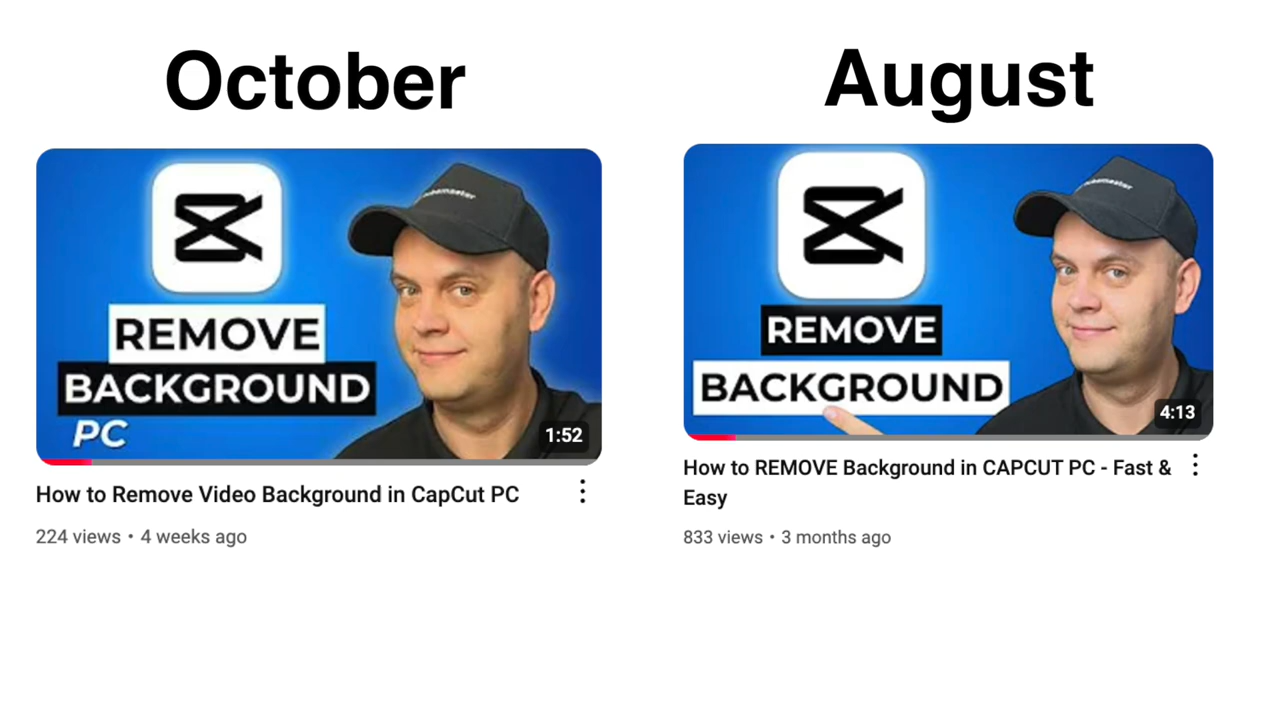 October
REMOVE
BACKGROUND
PC
1:52
How to Remove Video Background in CapCut PC
224 views • 4 weeks ago
August
REMOVE
BACKGROUND
4:13
How to REMOVE Background in CAPCUT PC - Fast &
Easy
833 views • 3 months ago